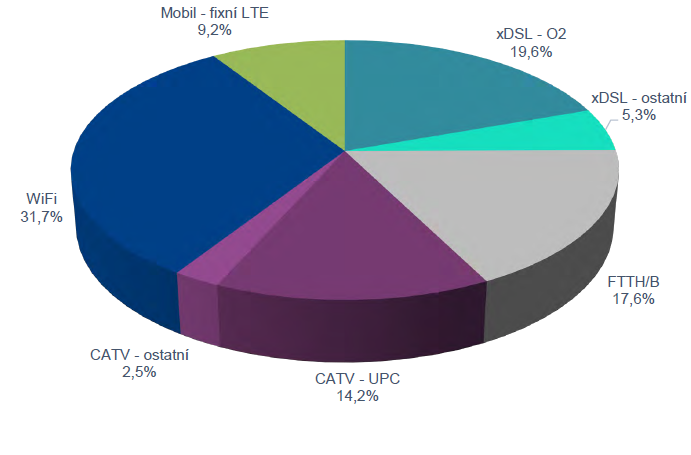 Mobil - fixní LTE
9,2%
xDSL - O2
19,6%
xDSL - ostatní
5,3%
WiFi
31,7%
FTTH/B
17,6%
CATV - ostatní
2,5%
CATV - UPC
14,2%